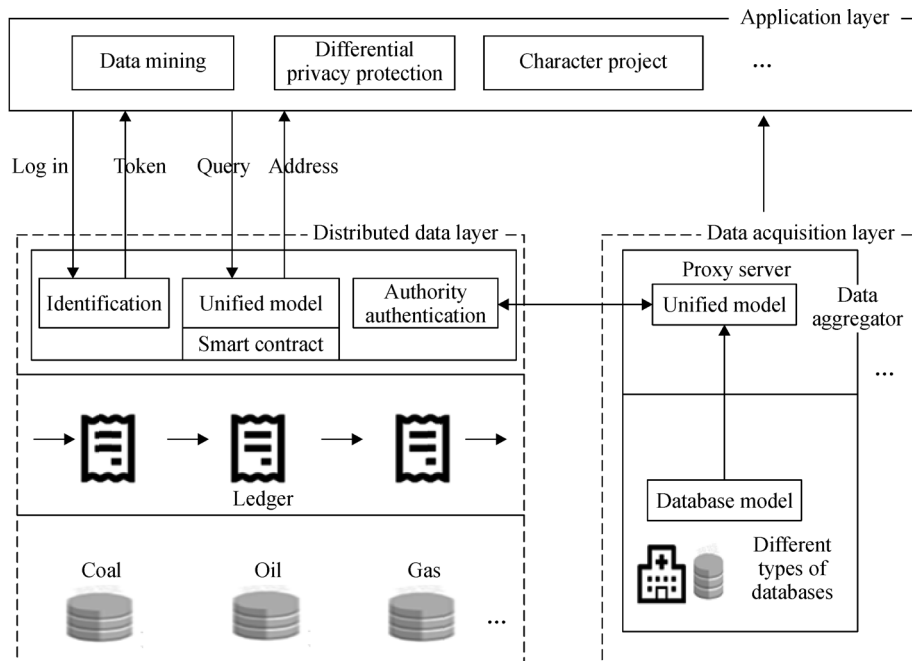 Application layer
Data mining
Differential
privacy protection
Character project
...
Log in
Token
Query
Address
Distributed data layer
Identification
Unified model
Smart contract
Authority
authentication
Ledger
Coal
Oil
Gas
...
Data acquisition layer
Proxy server
Unified model
Data
aggregator
...
Database model
Different
types of
databases